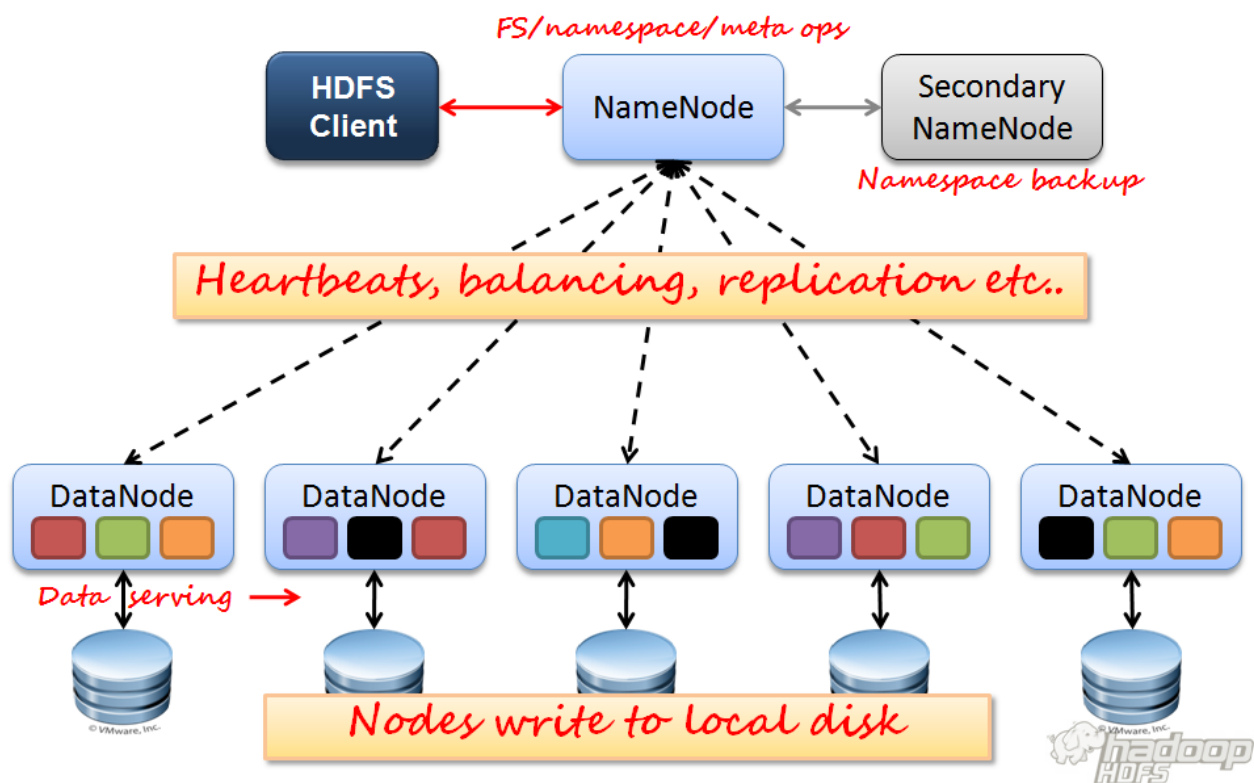 FS/namespace/meta ops
HDFS
Client
NameNode
Secondary
NameNode
Namespace backup
Heartbeats, balancing, replication etc..
DataNode
DataNode
DataNode
DataNode
DataNode
Data serving
Nodes write to local disk
© VMware, Inc.
© VMware, Inc.
hadoop
HDFS